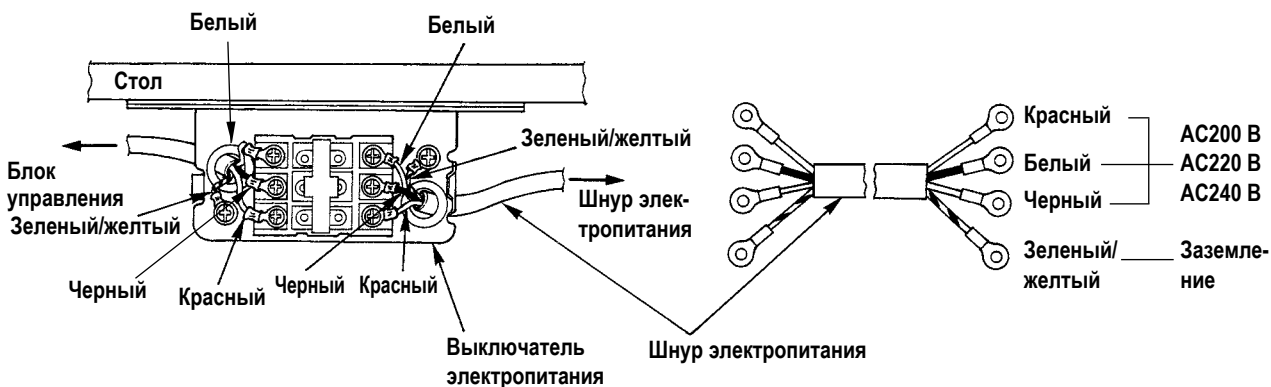 Белый
Белый
Стол
Зеленый/желтый
Блок
управления
Зеленый/желтый
Шнур элек-
тропитания
Черный
Красный
Черный
Красный
Выключатель
электропитания
Красный
Белый
Черный
AC200 В
AC220 В
AC240 В
Зеленый/
желтый
Заземле-
ние
Шнур электропитания